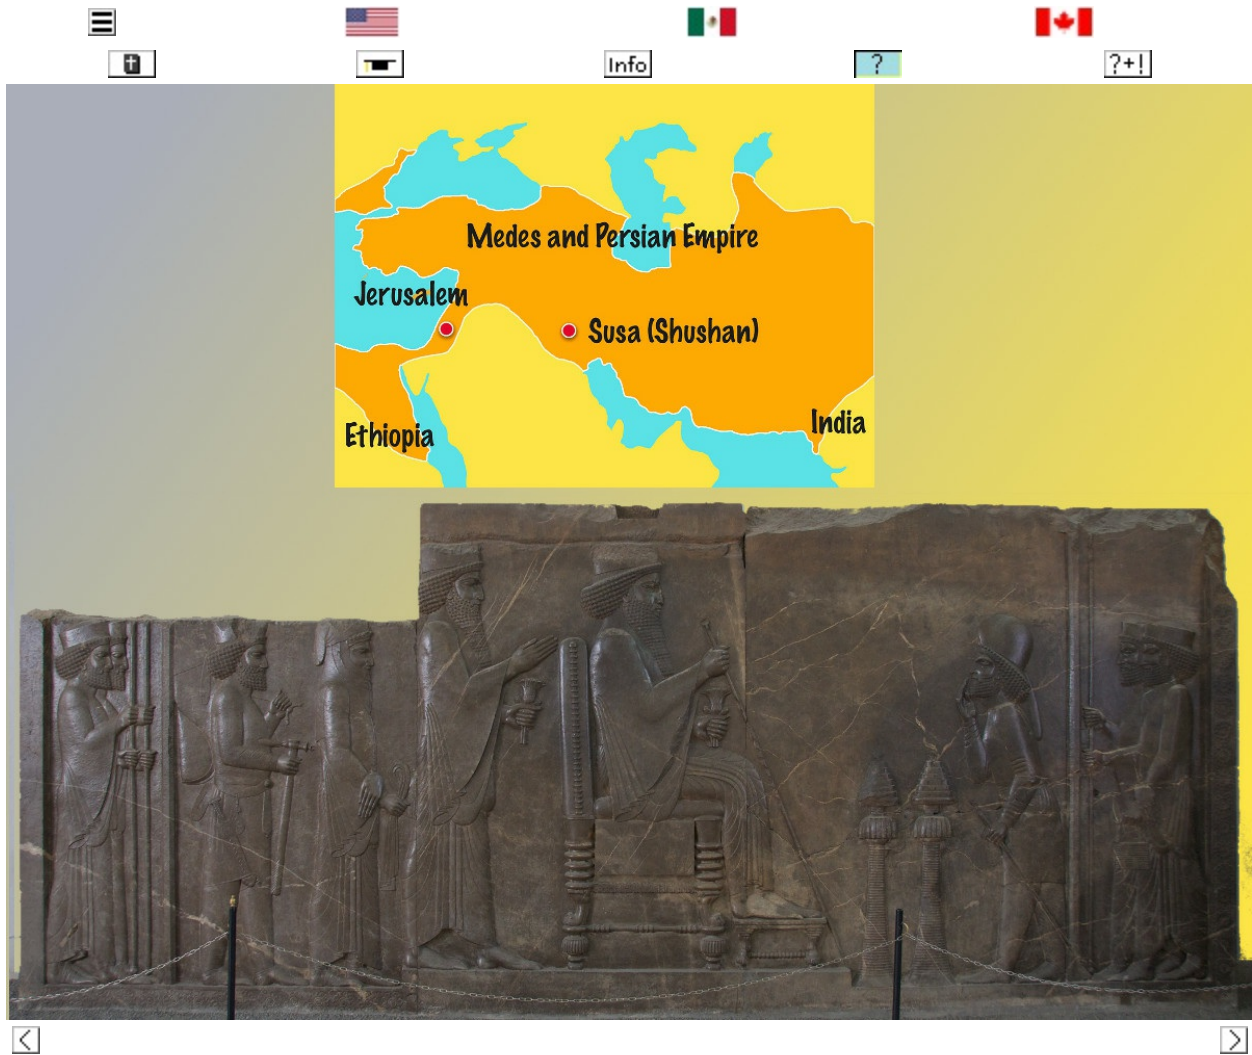 Info
?
?+!
Medes and Persian Empire
Jerusalem
Susa (Shushan)
India
Ethiopia